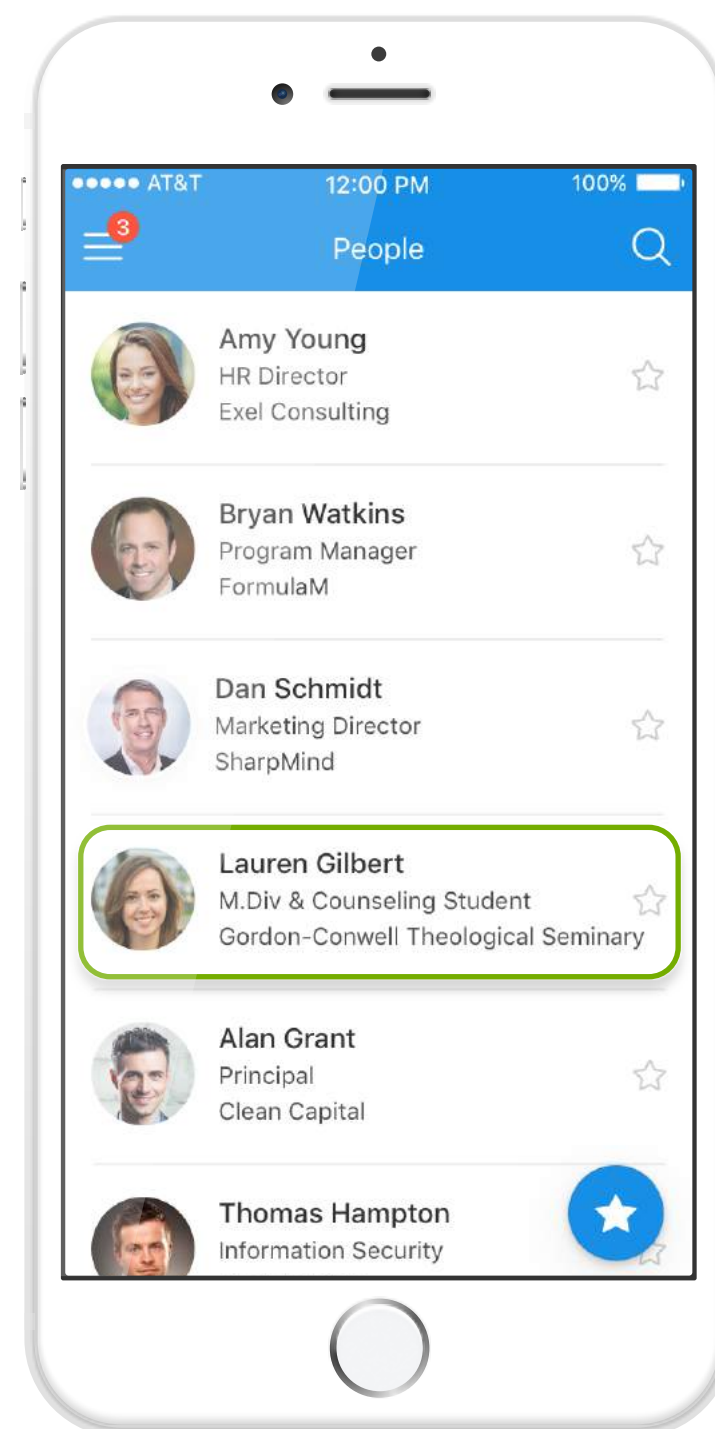 AT&T 12:00 PM 100%
3
People
Amy Young
HR Director
Exel Consulting
Bryan Watkins
Program Manager
FormulaM
Dan Schmidt
Marketing Director
SharpMind
Lauren Gilbert
M.Div & Counseling Student
Gordon-Conwell Theological Seminary
Alan Grant
Principal
Clean Capital
Thomas Hampton
Information Security